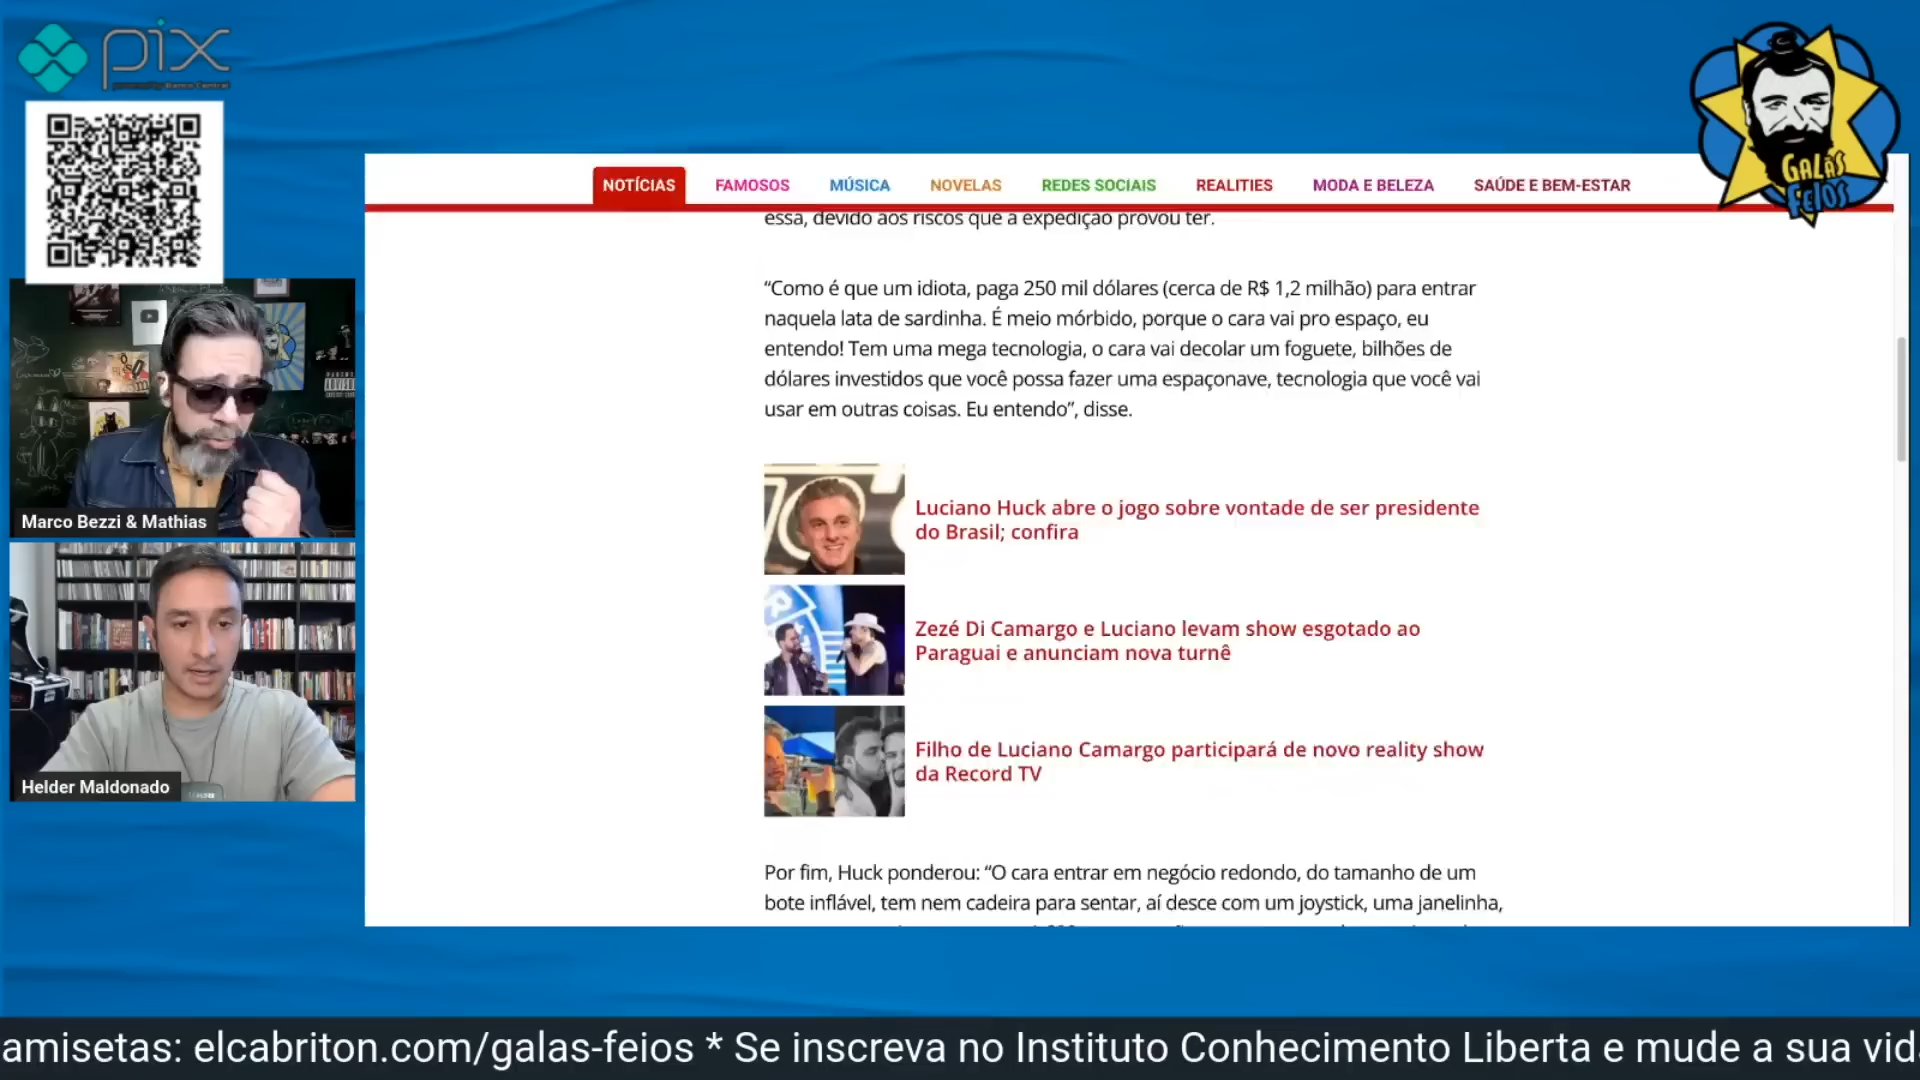 pix
powered by Banco Central
GALÃS
FEIOS
NOTÍCIAS
FAMOSOS
MÚSICA
NOVELAS
REDES SOCIAIS
REALITIES
MODA E BELEZA
SAÚDE E BEM-ESTAR
essa, devido aos riscos que a expedição provou ter.
“Como é que um idiota, paga 250 mil dólares (cerca de R$ 1,2 milhão) para entrar
naquela lata de sardinha. É meio mórbido, porque o cara vai pro espaço, eu
entendo! Tem uma mega tecnologia, o cara vai decolar um foguete, bilhões de
dólares investidos que você possa fazer uma espaçonave, tecnologia que você vai
usar em outras coisas. Eu entendo”, disse.
Luciano Huck abre o jogo sobre vontade de ser presidente
do Brasil; confira
Zezé Di Camargo e Luciano levam show esgotado ao
Paraguai e anunciam nova turnê
Filho de Luciano Camargo participará de novo reality show
da Record TV
Por fim, Huck ponderou: “O cara entrar em negócio redondo, do tamanho de um
bote inflável, tem nem cadeira para sentar, aí desce com um joystick, uma janelinha,
Marco Bezzi & Mathias
Helder Maldonado
amisetas: elcabriton.com/galas-feios * Se inscreva no Instituto Conhecimento Liberta e mude a sua vid